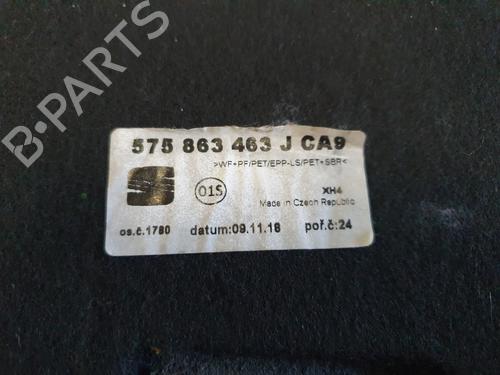 575 863 463 J CA9
>WF+PF/PET/EPP-LS/PET+SBR<
01S
XH4
Made in Czech Republic
os.č.1780 datum:09.11.18 poř.č:24
B-PARTS